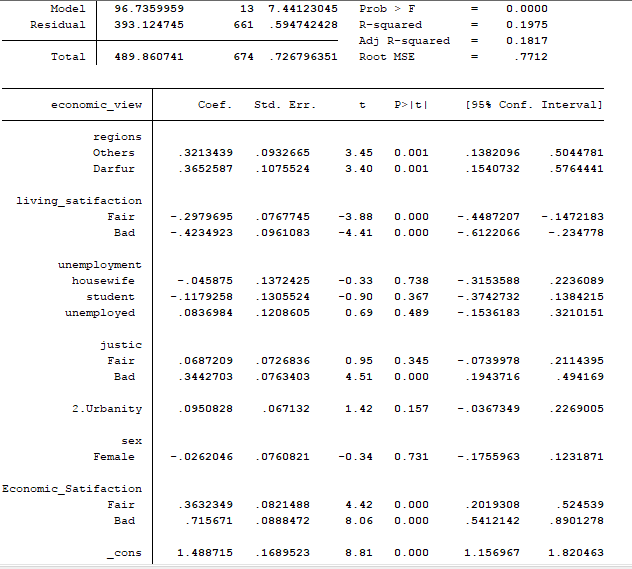 Model 96.7359959 13 7.44123045 Prob > F = 0.0000
Residual 393.124745 661 .594742428 R-squared = 0.1975
Adj R-squared = 0.1817
Total 489.860741 674 .726796351 Root MSE = .7712
economic_view Coef. Std. Err. t P>|t| [95% Conf. Interval]
regions
Others .3213439 .0932665 3.45 0.001 .1382096 .5044781
Darfur .3652587 .1075524 3.40 0.001 .1540732 .5764441
living_satifaction
Fair -.2979695 .0767745 -3.88 0.000 -.4487207 -.1472183
Bad -.4234923 .0961083 -4.41 0.000 -.6122066 -.234778
unemployment
housewife -.045875 .1372425 -0.33 0.738 -.3153588 .2236089
student -.1179258 .1305524 -0.90 0.367 -.3742732 .1384215
unemployed .0836984 .1208605 0.69 0.489 -.1536183 .3210151
justic
Fair .0687209 .0726836 0.95 0.345 -.0739978 .2114395
Bad .3442703 .0763403 4.51 0.000 .1943716 .494169
2.Urbanity .0950828 .067132 1.42 0.157 -.0367349 .2269005
sex
Female -.0262046 .0760821 -0.34 0.731 -.1755963 .1231871
Economic_Satifaction
Fair .3632349 .0821488 4.42 0.000 .2019308 .524539
Bad .715671 .0888472 8.06 0.000 .5412142 .8901278
_cons 1.488715 .1689523 8.81 0.000 1.156967 1.820463